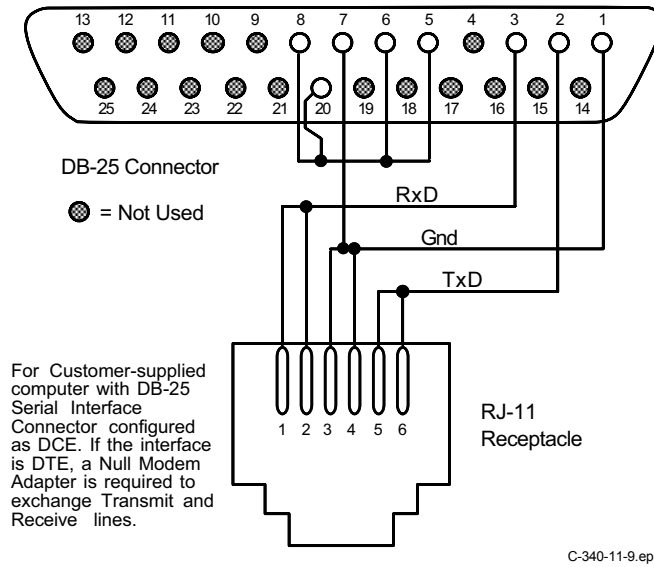 13 12 11 10 9 8 7 6 5 4 3 2 1
25 24 23 22 21 20 19 18 17 16 15 14
DB-25 Connector
= Not Used
RxD
Gnd
TxD
For Customer-supplied
computer with DB-25
Serial Interface
Connector configured
as DCE. If the interface
is DTE, a Null Modem
Adapter is required to
exchange Transmit and
Receive lines.
1 2 3 4 5 6
RJ-11
Receptacle
C-340-11-9.ep